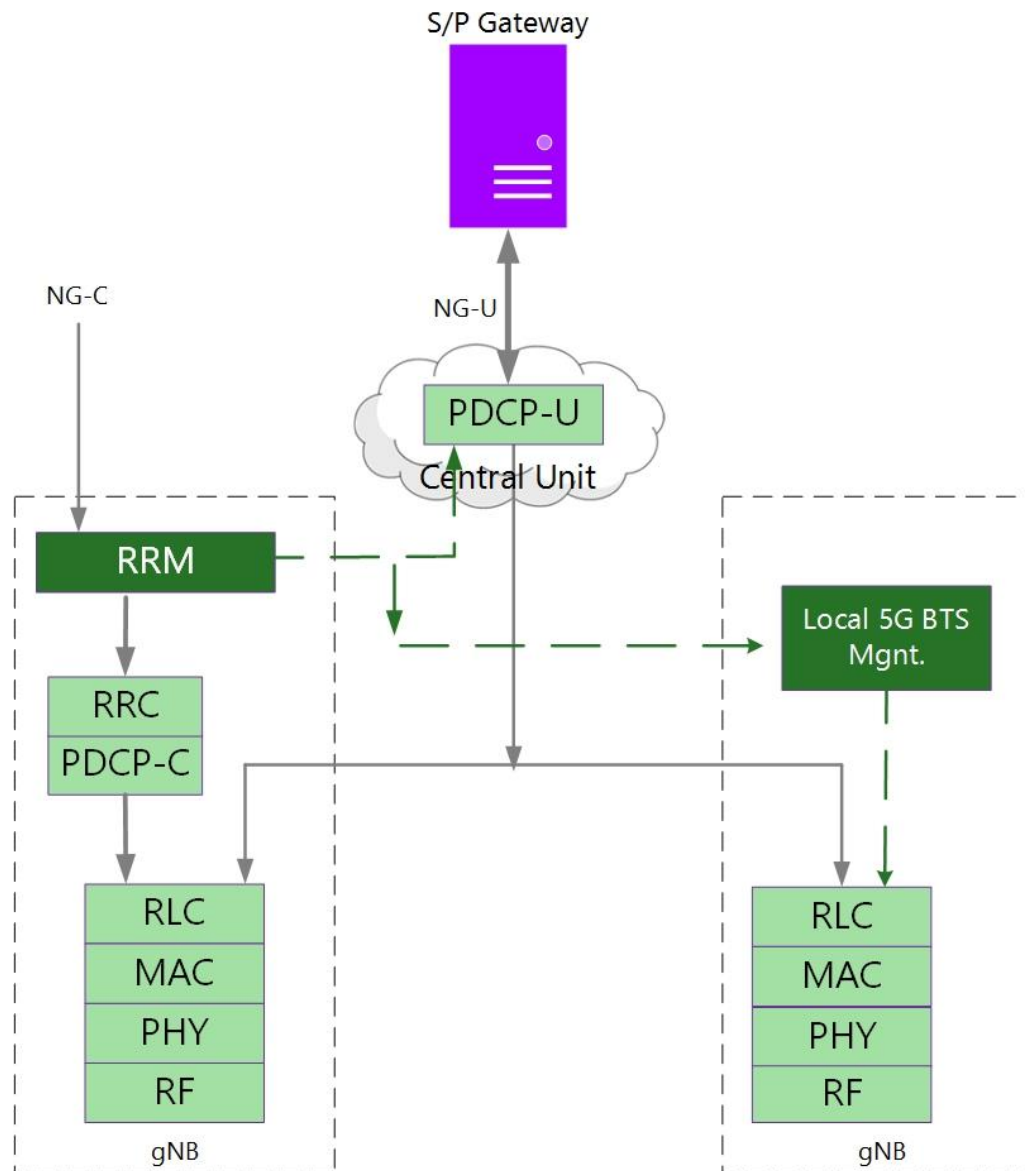 S/P Gateway
NG-C
NG-U
PDCP-U
Central Unit
RRM
Local 5G BTS
Mgnt.
RRC
PDCP-C
RLC
MAC
PHY
RF
gNB
RLC
MAC
PHY
RF
gNB